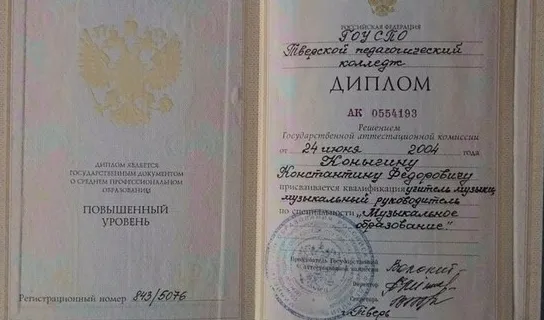 ДИПЛОМ ЯВЛЯЕТСЯ
ГОСУДАРСТВЕННЫМ ДОКУМЕНТОМ
О СРЕДНЕМ ПРОФЕССИОНАЛЬНОМ
ОБРАЗОВАНИИ
ПОВЫШЕННЫЙ
УРОВЕНЬ
Регистрационный номер 843/5076
РОССИЙСКАЯ ФЕДЕРАЦИЯ
ГОУ СПО
Тверской педагогический
колледж
ДИПЛОМ
АК 0554193
Решением
Государственной аттестационной комиссии
от 24 июня 2004 года
Коныгину
Константину Федоровичу
присваивается квалификация учитель музыки,
музыкальный руководитель
по специальности „Музыкальное
образование"
Председатель Государственной
аттестационной комиссии
Директор
Секретарь
г. Тверь